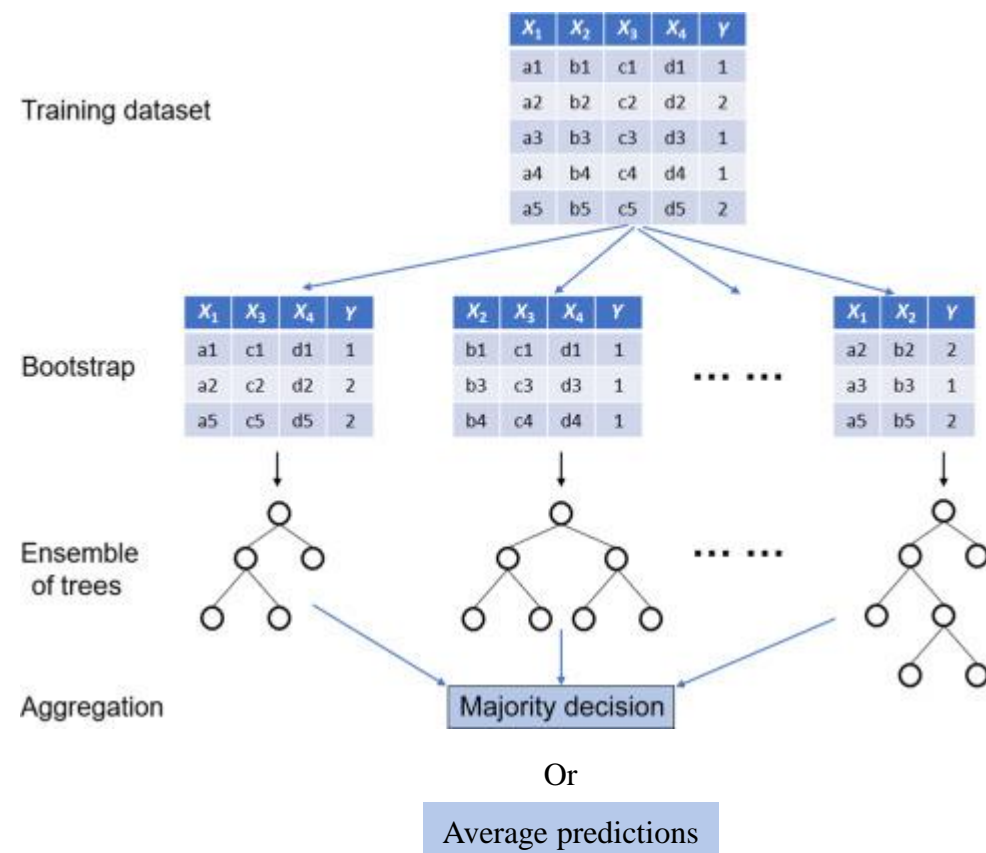 X₁ X₂ X₃ X₄ Y
a1 b1 c1 d1 1
Training dataset
a2 b2 c2 d2 2
a3 b3 c3 d3 1
a4 b4 c4 d4 1
a5 b5 c5 d5 2
X₁ X₃ X₄ Y
a1 c1 d1 1
a2 c2 d2 2
a5 c5 d5 2
X₂ X₃ X₄ Y
b1 c1 d1 1
b3 c3 d3 1
b4 c4 d4 1
X₁ X₂ Y
a2 b2 2
a3 b3 1
a5 b5 2
Bootstrap
... ...
Ensemble
of trees
... ...
Aggregation
Majority decision
Or
Average predictions